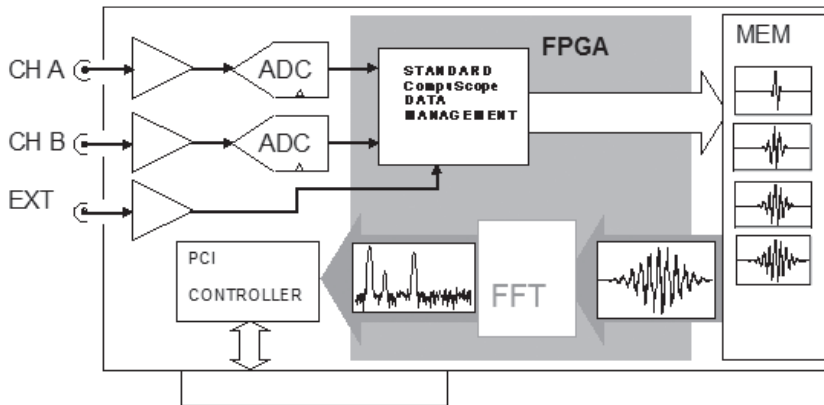 CH A
ADC
STANDARD
CompuScope
DATA
MANAGEMENT
FPGA
MEM
CH B
ADC
EXT
PCI
CONTROLLER
FFT